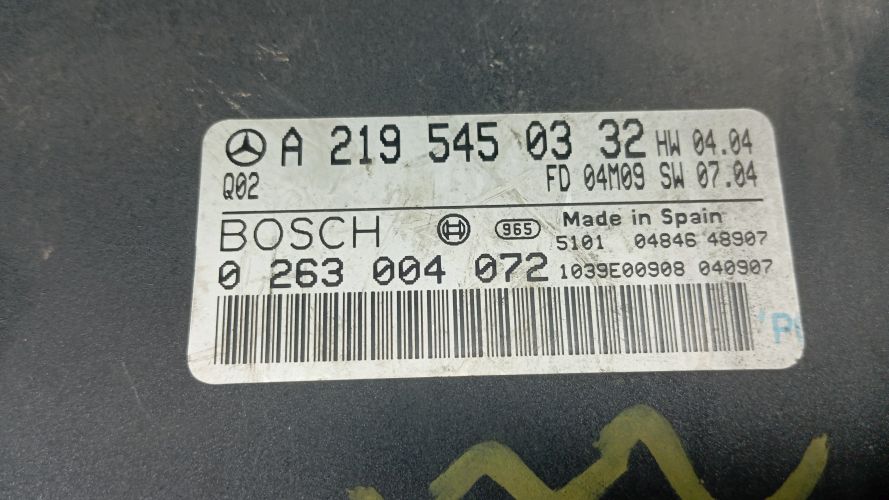 A 219 545 03 32 HW 04.04
Q02 FD 04M09 SW 07.04
BOSCH 965 Made in Spain
5101 04846 48907
0 263 004 072 1039E00908 040907